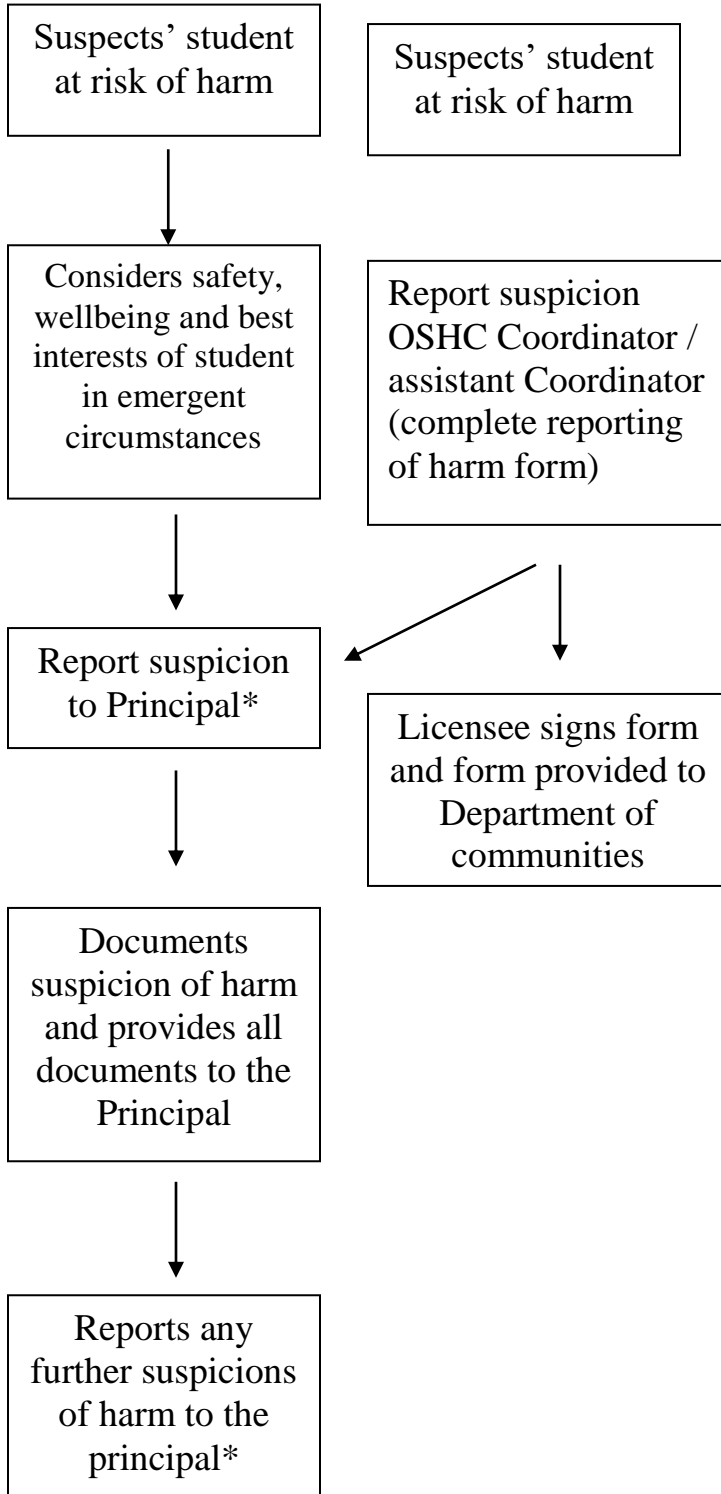 Suspects’ student
at risk of harm
Suspects’ student
at risk of harm
Considers safety,
wellbeing and best
interests of student
in emergent
circumstances
Report suspicion
OSHC Coordinator /
assistant Coordinator
(complete reporting
of harm form)
Report suspicion
to Principal*
Licensee signs form
and form provided to
Department of
communities
Documents
suspicion of harm
and provides all
documents to the
Principal
Reports any
further suspicions
of harm to the
principal*